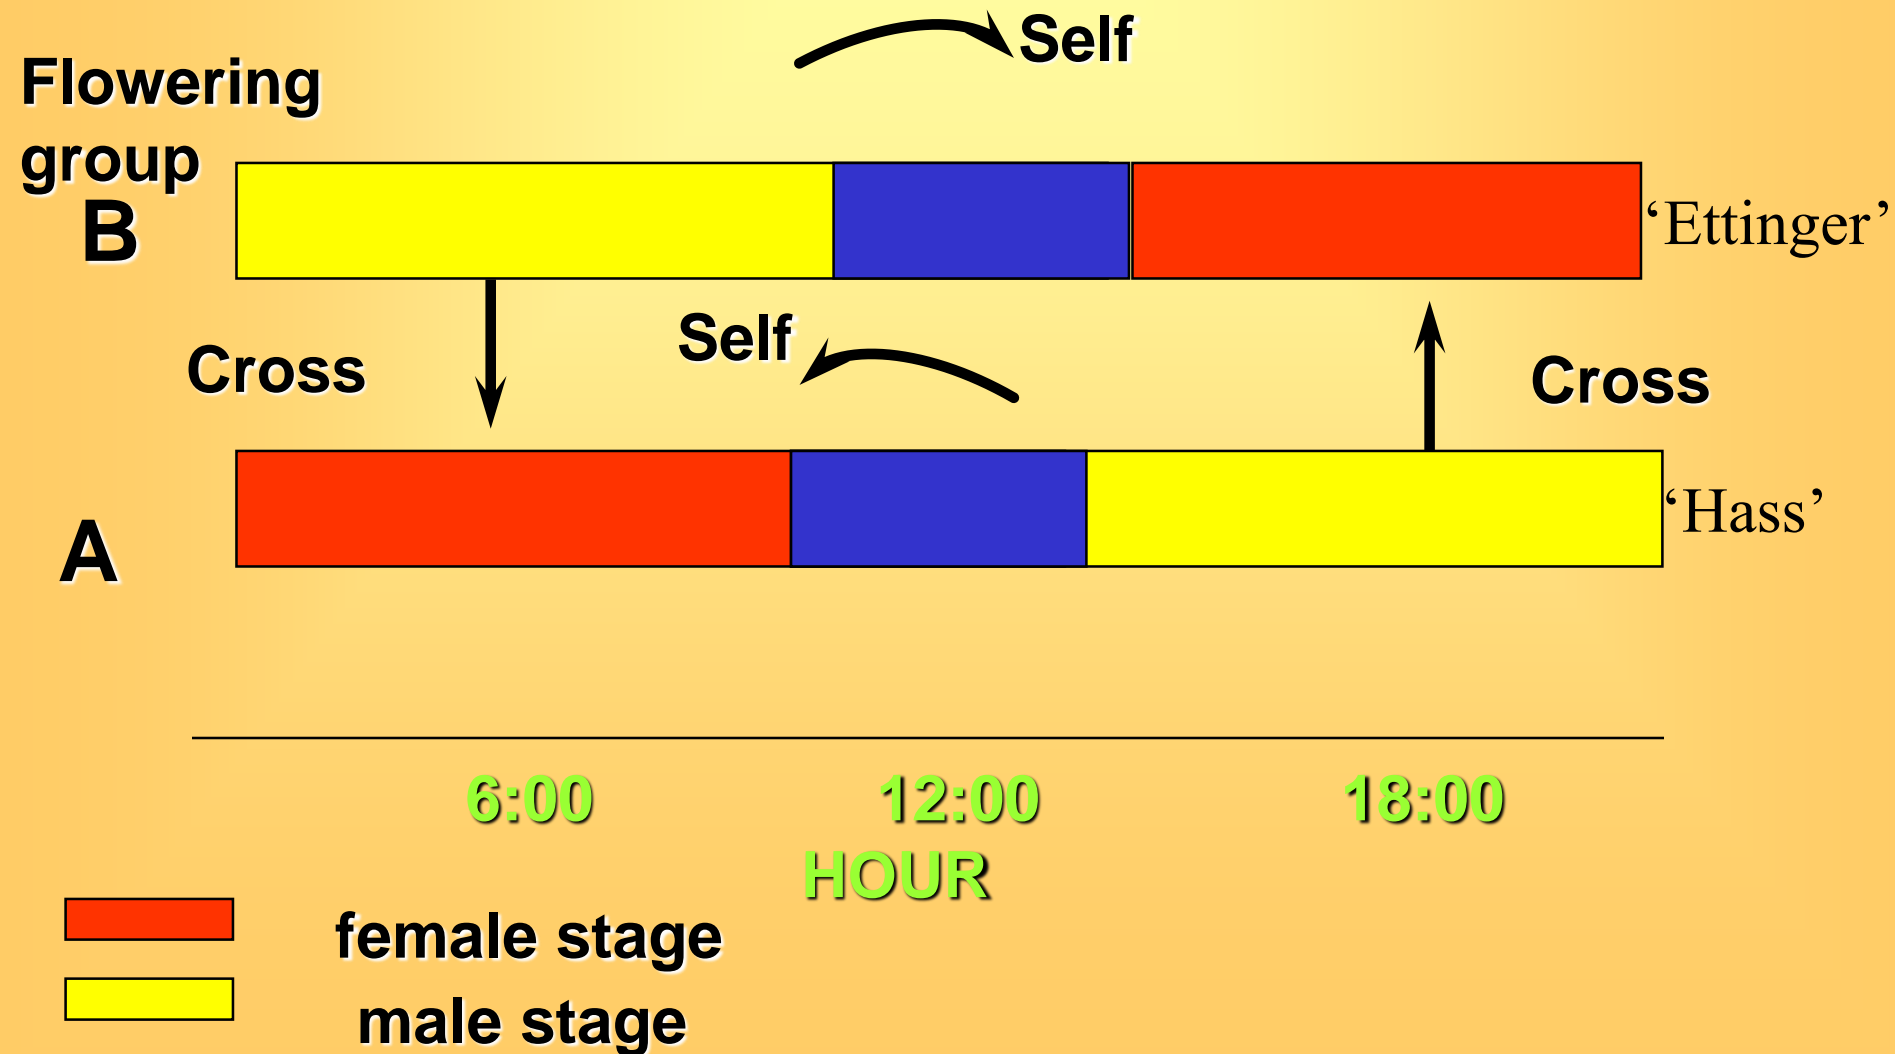 Self
Flowering
group
B
‘Ettinger’
Self
Cross
Cross
A
‘Hass’
6:00 12:00 18:00
HOUR
female stage
male stage